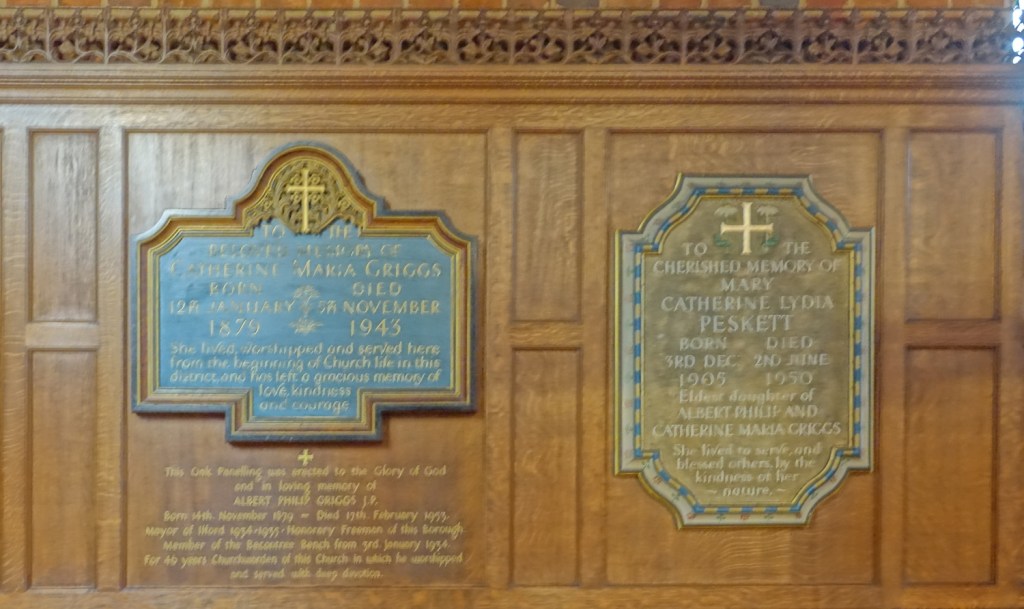 TO THE
BELOVED MEMORY OF
CATHERINE MARIA GRIGGS
BORN DIED
12TH JANUARY 5TH NOVEMBER
1879 1943
She lived, worshipped and served here
from the beginning of Church life in this
district, and has left a gracious memory of
love, kindness
and courage
This Oak Panelling was erected to the Glory of God
and in loving memory of
ALBERT PHILIP GRIGGS J.P.
Born 14th. November 1879 – Died 17th. February 1953.
Mayor of Ilford 1934-1935 · Honorary Freeman of this Borough
Member of the Becontree Bench from 3rd. January 1934.
For 40 years Churchwarden of this Church in which he worshipped
and served with deep devotion.
TO THE
CHERISHED MEMORY OF
MARY
CATHERINE LYDIA
PESKETT
BORN DIED
3RD DEC. 2ND JUNE
1905 1950
Eldest daughter of
ALBERT PHILIP AND
CATHERINE MARIA GRIGGS
She lived to serve, and
blessed others, by the
kindness of her
~ nature. ~